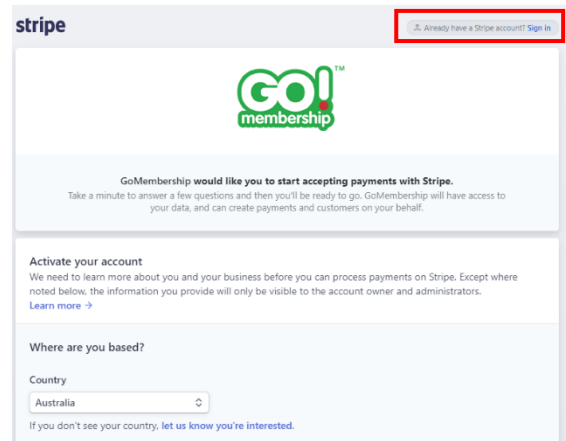 stripe
Already have a Stripe account? Sign in
GO!™
membership
GoMembership would like you to start accepting payments with Stripe.
Take a minute to answer a few questions and then you'll be ready to go. GoMembership will have access to
your data, and can create payments and customers on your behalf.
Activate your account
We need to learn more about you and your business before you can process payments on Stripe. Except where
noted below, the information you provide will only be visible to the account owner and administrators.
Learn more →
Where are you based?
Country
Australia
If you don't see your country, let us know you're interested.